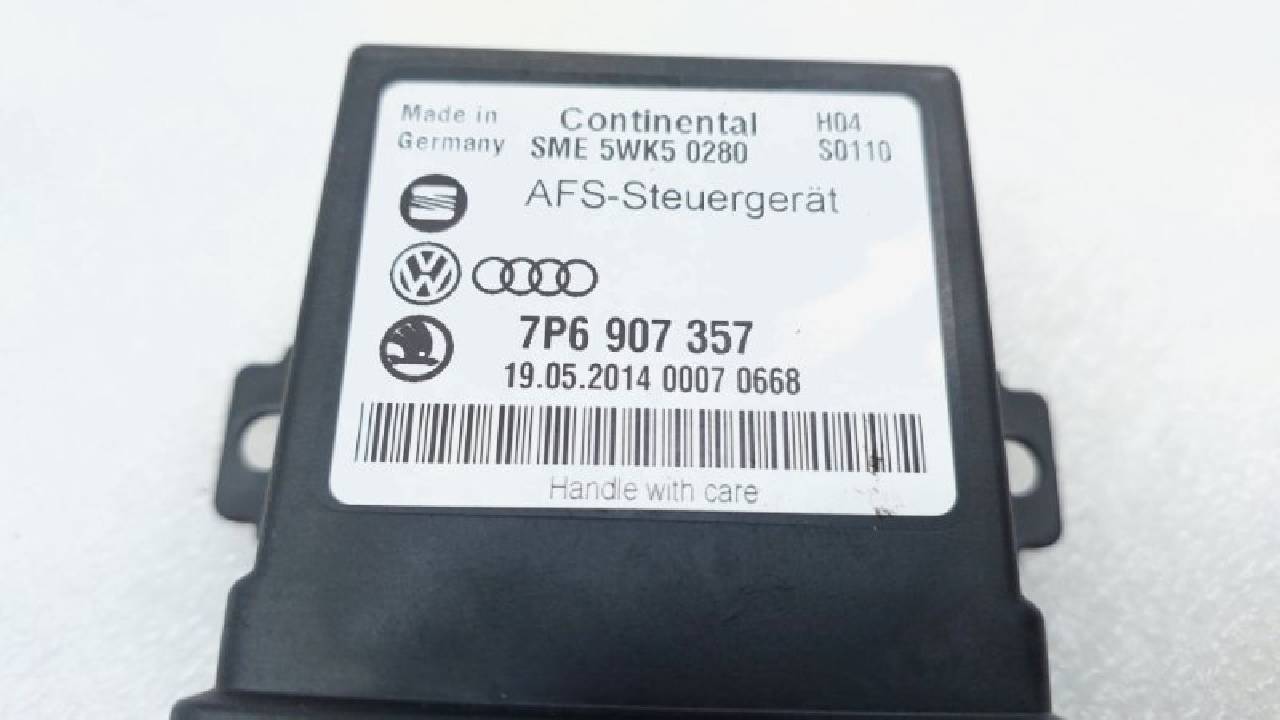 Made in
Germany
Continental
SME 5WK5 0280
H04
S0110
AFS-Steuergerät
7P6 907 357
19.05.2014 0007 0668
Handle with care